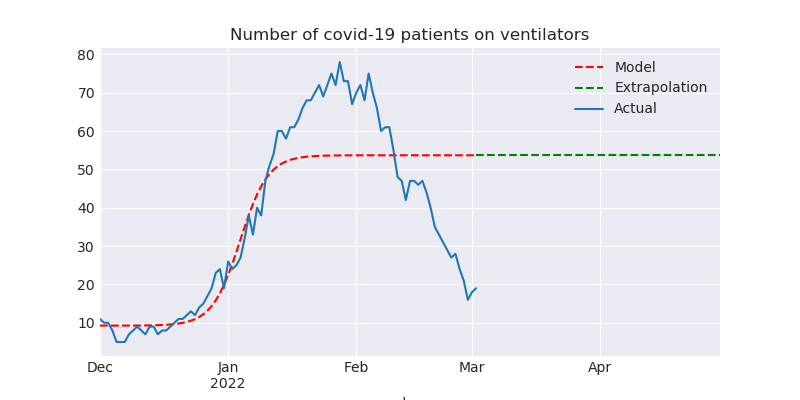 Number of covid-19 patients on ventilators
80
70
60
50
40
30
20
10
Model
Extrapolation
Actual
Dec
Jan
2022
Feb
Mar
Apr